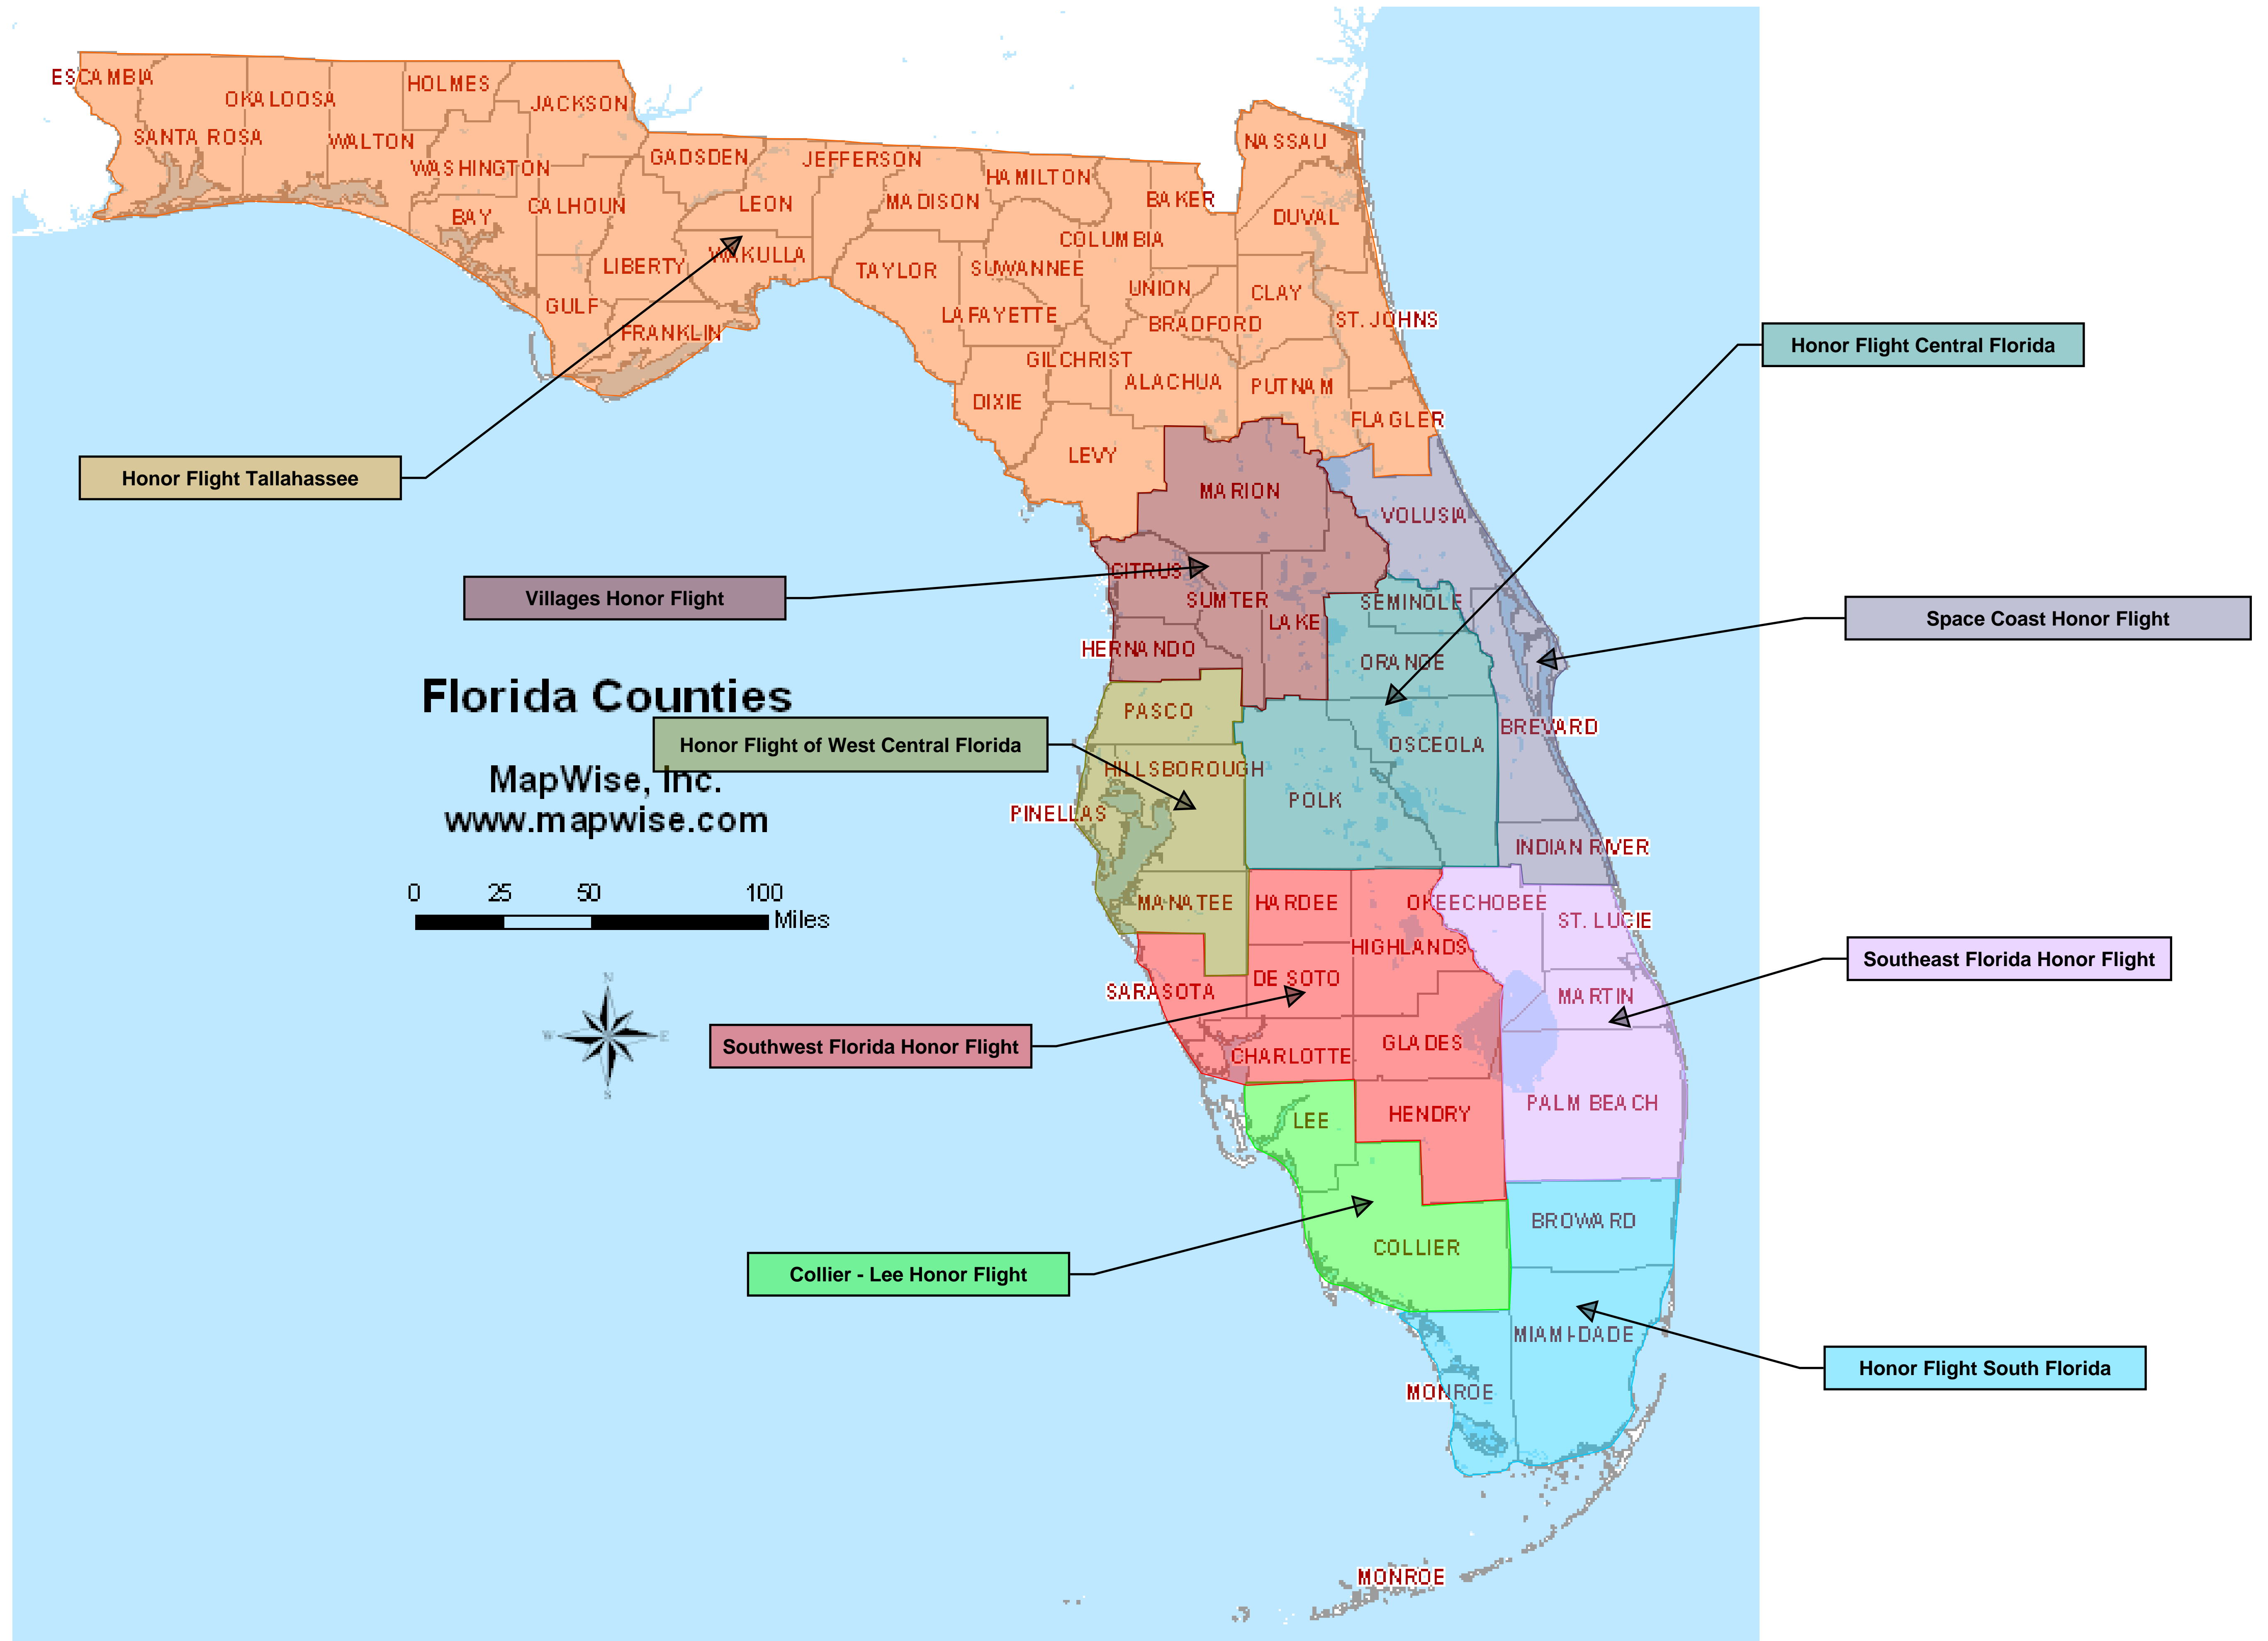 ESCAMBIA
OKALOOSA
HOLMES
JACKSON
SANTA ROSA
WALTON
WASHINGTON
GADSDEN
JEFFERSON
HAMILTON
NASSAU
BAY
CALHOUN
LEON
MADISON
BAKER
DUVAL
COLUMBIA
LIBERTY
WAKULLA
TAYLOR
SUWANNEE
UNION
CLAY
GULF
FRANKLIN
LAFAYETTE
BRADFORD
ST. JOHNS
Honor Flight Central Florida
GILCHRIST
ALACHUA
PUTNAM
DIXIE
FLAGLER
LEVY
Honor Flight Tallahassee
MARION
VOLUSIA
CITRUS
Villages Honor Flight
SUMTER
SEMINOLE
LAKE
Space Coast Honor Flight
HERNANDO
ORANGE
Florida Counties
PASCO
BREVARD
Honor Flight of West Central Florida
OSCEOLA
HILLSBOROUGH
MapWise, Inc.
POLK
PINELLAS
www.mapwise.com
INDIAN RIVER
0 25 50 100
Miles
MANATEE
HARDEE
OKEECHOBEE
ST. LUCIE
HIGHLANDS
Southeast Florida Honor Flight
N
DE SOTO
SARASOTA
MARTIN
W E
Southwest Florida Honor Flight
CHARLOTTE
GLADES
S
PALM BEACH
LEE
HENDRY
BROWARD
COLLIER
Collier - Lee Honor Flight
MIAMI-DADE
Honor Flight South Florida
MONROE
MONROE